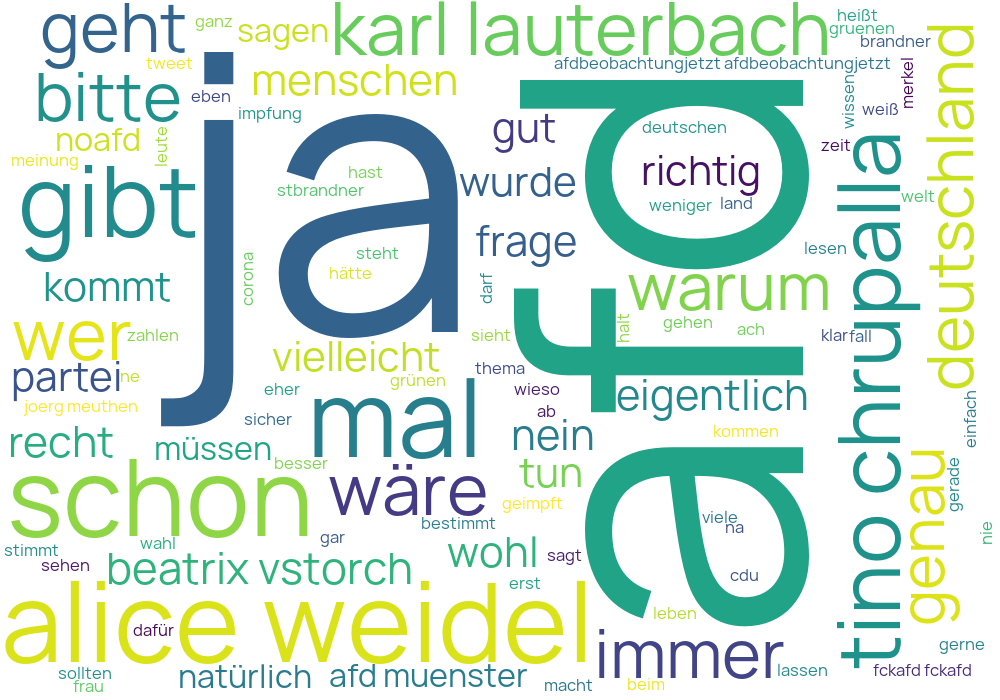 ganz
heißt
geht
sagen
karl lauterbach
gruenen
brandner
tweet
menschen
afdbeobachtungjetzt afdbeobachtungjetzt
merkel
bitte
eben
impfung
wissen
weiß
deutschland
noafd
leute
gut
deutschen
zeit
meinung
ja
afd
richtig
tino chrupalla
gibt
hast
stbrandner
wurde
weniger
land
welt
frage
steht
hätte
lesen
kommt
corona
darf
warum
wer
zahlen
sieht
halt
gehen
ach
klar
fall
vielleicht
thema
partei
ne
grünen
wieso
eigentlich
joerg meuthen
eher
mal
ab
einfach
sicher
nein
kommen
recht
müssen
besser
tun
genau
gerade
schon
wäre
geimpft
viele
na
nie
bestimmt
stimmt
wahl
gar
wohl
sagt
sehen
beatrix vstorch
erst
cdu
alice weidel
leben
dafür
immer
gerne
sollten
natürlich
afd muenster
lassen
fckafd fckafd
frau
macht
beim